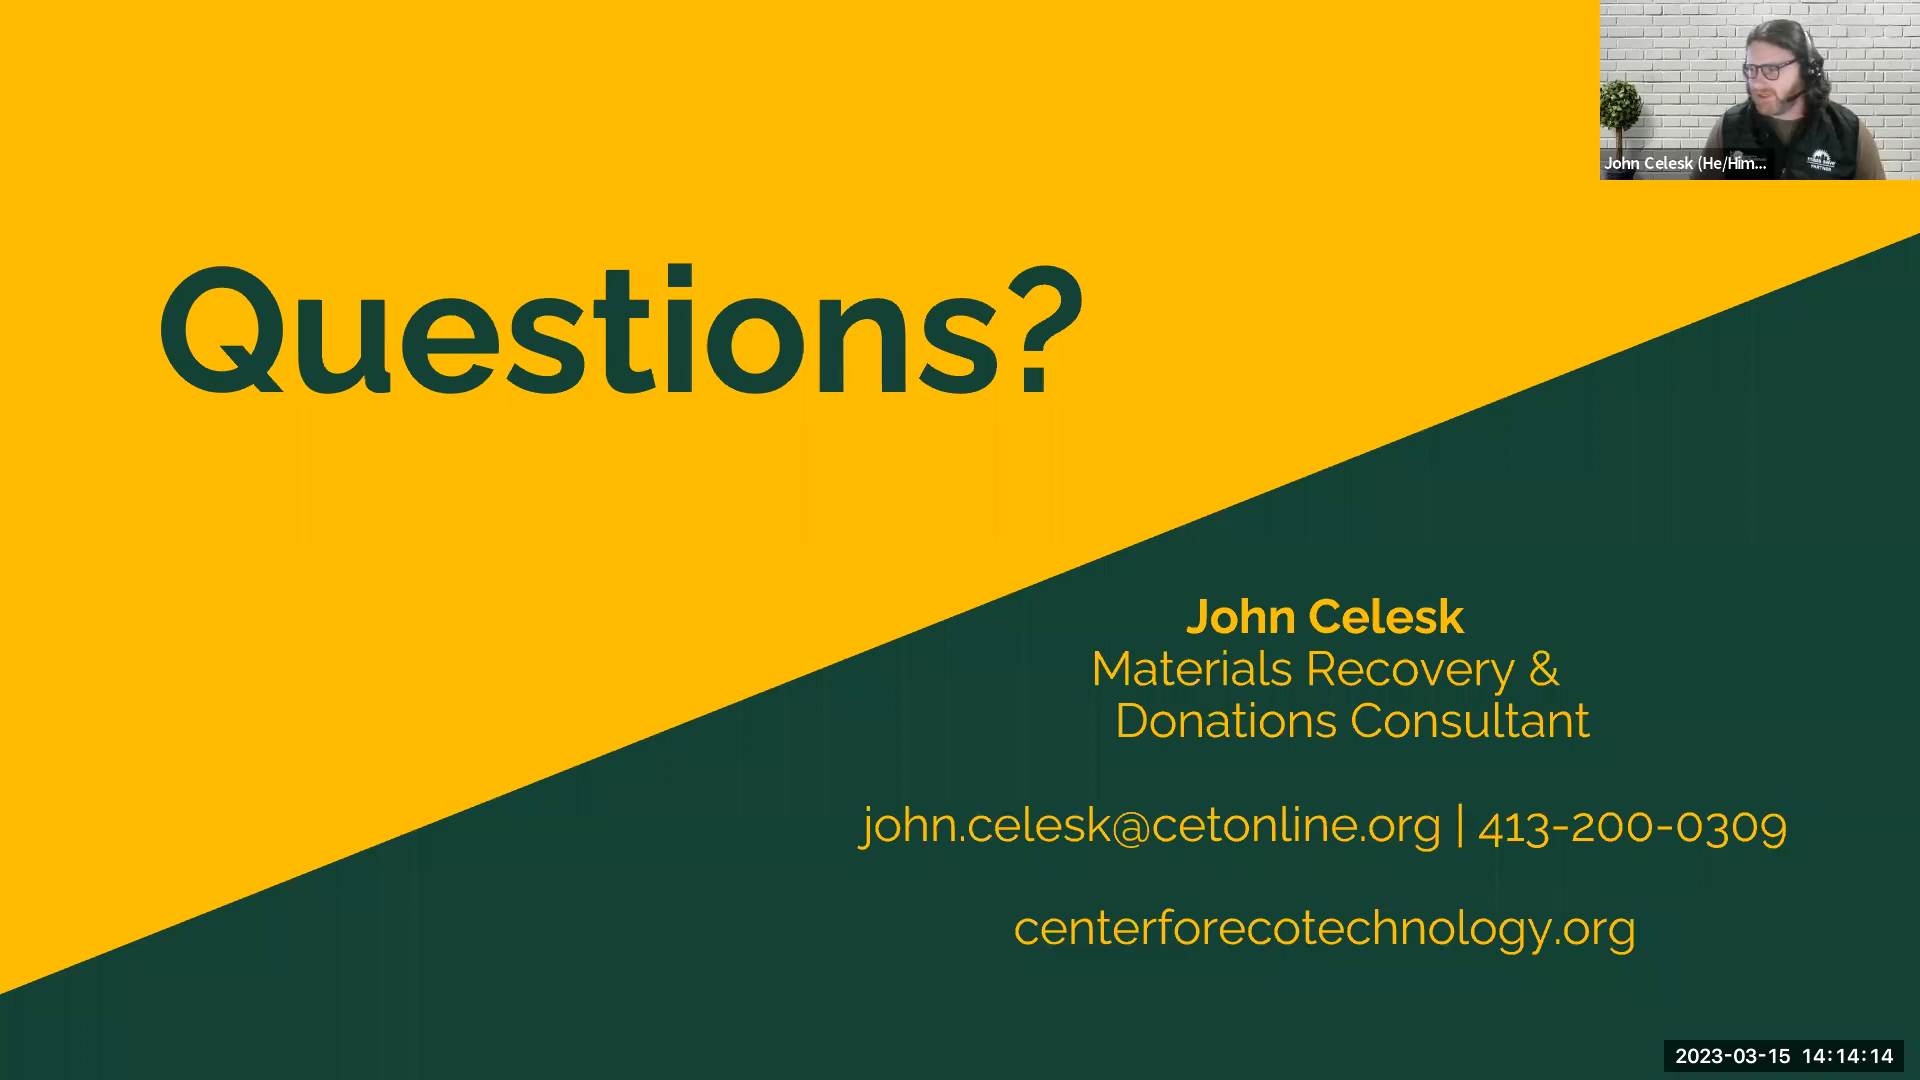 John Celesk (He/Him...
Questions?
John Celesk
Materials Recovery &
Donations Consultant
john.celesk@cetonline.org | 413-200-0309
centerforecotechnology.org
2023-03-15 14:14:14